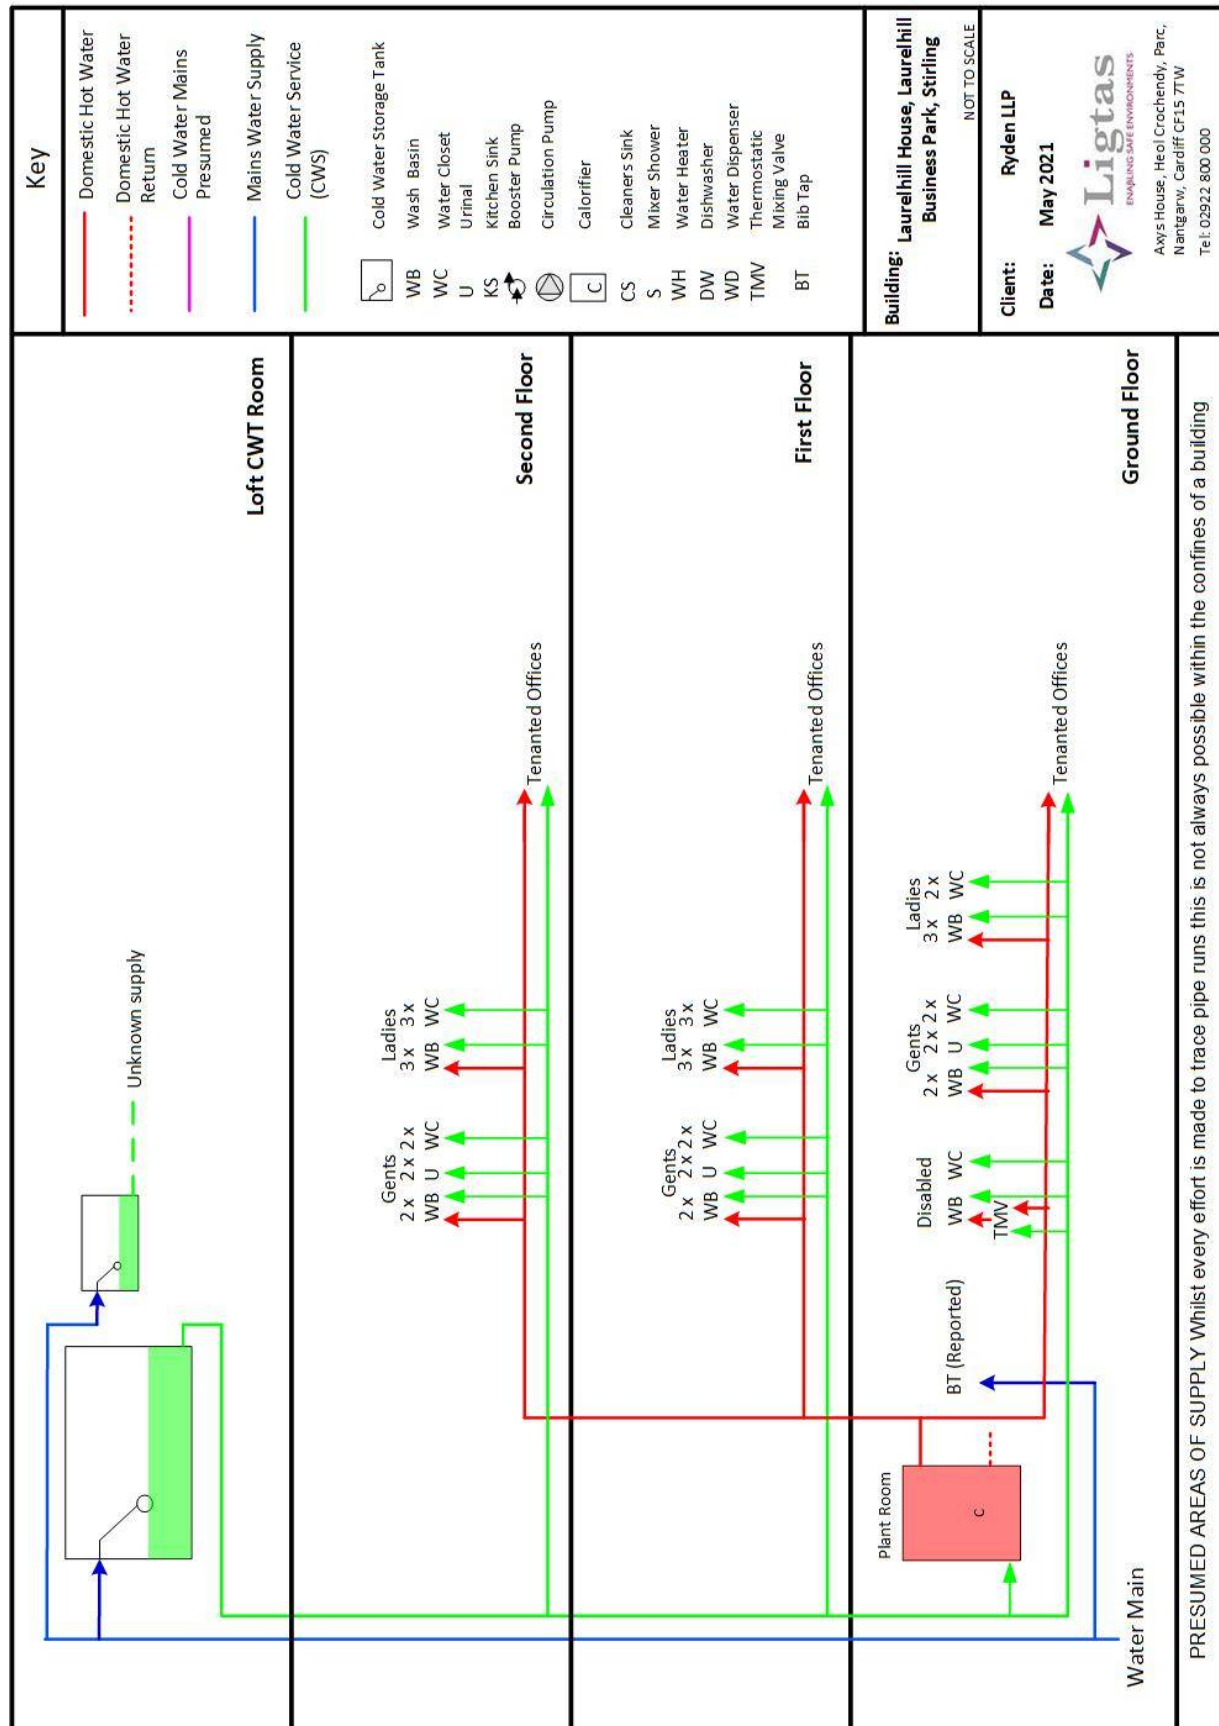 Key
Domestic Hot Water
Domestic Hot Water
Return
Cold Water Mains
Presumed
Mains Water Supply
Cold Water Service
(CWS)
Cold Water Storage Tank
WB Wash Basin
WC Water Closet
U Urinal
KS Kitchen Sink
Booster Pump
Circulation Pump
C Calorifier
CS Cleaners Sink
S Mixer Shower
WH Water Heater
DW Dishwasher
WD Water Dispenser
TMV Thermostatic
Mixing Valve
BT Bib Tap
Building: Laurelhill House, Laurelhill
Business Park, Stirling
NOT TO SCALE
Client: Ryden LLP
Date: May 2021
Ligtas
ENABLING SAFE ENVIRONMENTS
Axys House, Heol Crochendy, Parc,
Nantgarw, Cardiff CF15 7TW
Tel: 02922 800 000
Unknown supply
Loft CWT Room
Gents
2 x 2 x 2 x
WB U WC
Ladies
3 x 3 x
WB WC
Tenanted Offices
Second Floor
Gents
2 x 2 x 2 x
WB U WC
Ladies
3 x 3 x
WB WC
Tenanted Offices
First Floor
Plant Room
C
BT (Reported)
Disabled
WB WC
TMV
Gents
2 x 2 x 2 x
WB U WC
Ladies
3 x 2 x
WB WC
Tenanted Offices
Ground Floor
Water Main
PRESUMED AREAS OF SUPPLY Whilst every effort is made to trace pipe runs this is not always possible within the confines of a building